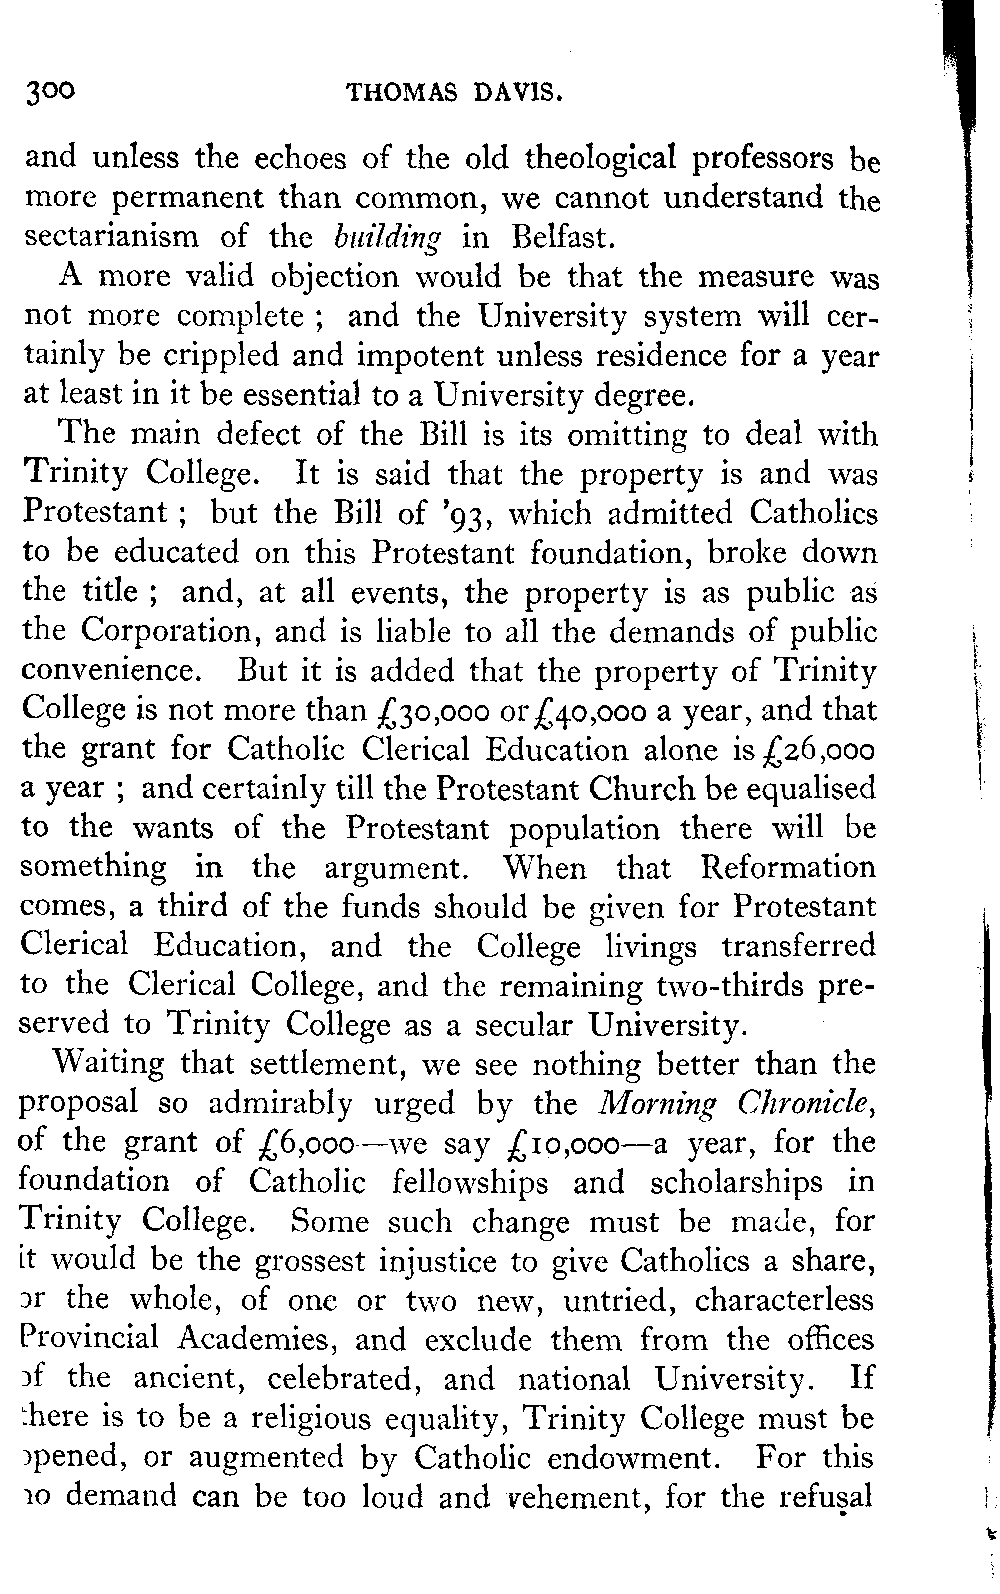 300 THOMAS DAVIS.
and unless the echoes of the old theological professors be
more permanent than common, we cannot understand the
sectarianism of the building in Belfast.
A more valid objection would be that the measure was
not more complete ; and the University system will cer-
tainly be crippled and impotent unless residence for a year
at least in it be essential to a University degree.
The main defect of the Bill is its omitting to deal with
Trinity College. It is said that the property is and was
Protestant ; but the Bill of '93, which admitted Catholics
to be educated on this Protestant foundation, broke down
the title ; and, at all events, the property is as public as
the Corporation, and is liable to all the demands of public
convenience. But it is added that the property of Trinity
College is not more than £30,000 or £40,000 a year, and that
the grant for Catholic Clerical Education alone is £26,000
a year ; and certainly till the Protestant Church be equalised
to the wants of the Protestant population there will be
something in the argument. When that Reformation
comes, a third of the funds should be given for Protestant
Clerical Education, and the College livings transferred
to the Clerical College, and the remaining two-thirds pre-
served to Trinity College as a secular University.
Waiting that settlement, we see nothing better than the
proposal so admirably urged by the Morning Chronicle,
of the grant of £6,000—we say £10,000—a year, for the
foundation of Catholic fellowships and scholarships in
Trinity College. Some such change must be made, for
it would be the grossest injustice to give Catholics a share,
or the whole, of one or two new, untried, characterless
Provincial Academies, and exclude them from the offices
of the ancient, celebrated, and national University. If
there is to be a religious equality, Trinity College must be
opened, or augmented by Catholic endowment. For this
no demand can be too loud and vehement, for the refusal